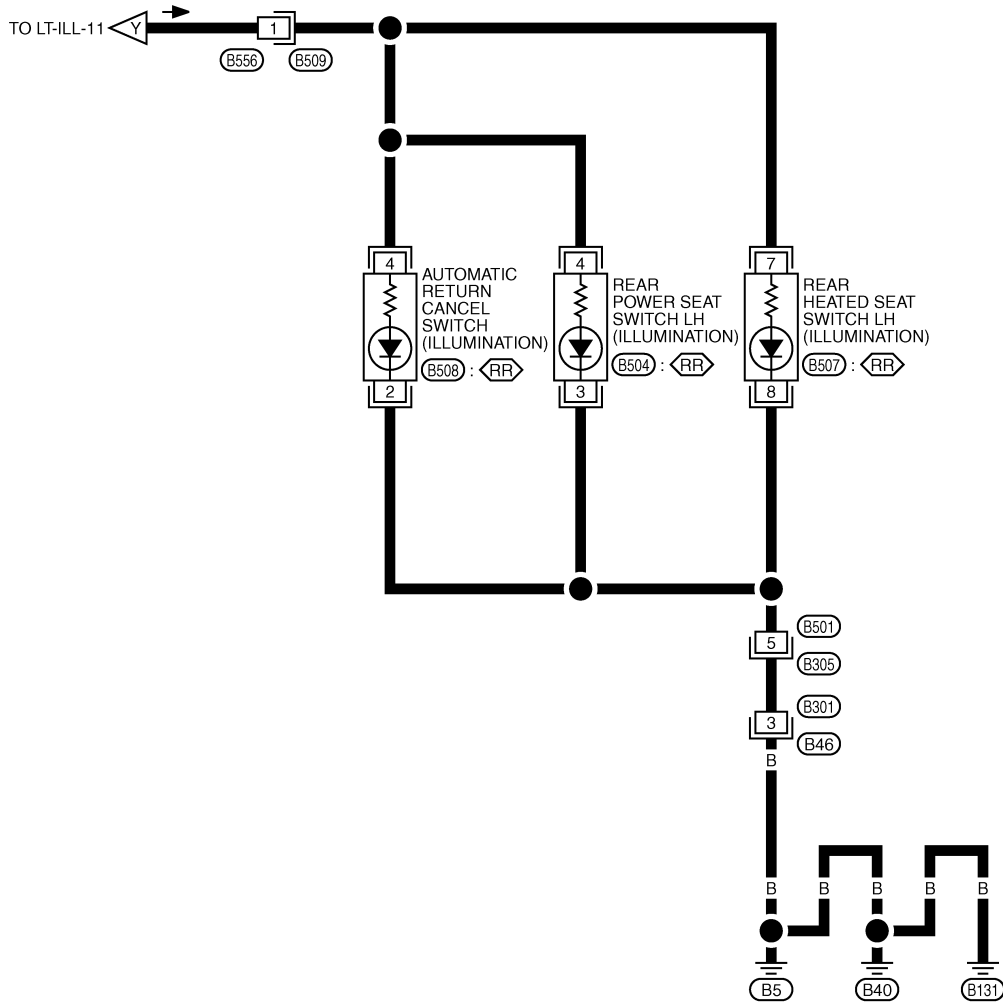 TO LT-ILL-11
Y
1
B556
B509
4
AUTOMATIC
RETURN
CANCEL
SWITCH
(ILLUMINATION)
B508 : RR
2
4
REAR
POWER SEAT
SWITCH LH
(ILLUMINATION)
B504 : RR
3
7
REAR
HEATED SEAT
SWITCH LH
(ILLUMINATION)
B507 : RR
8
5
B501
B305
3
B301
B46
B
B
B
B
B
B
B5
B40
B131